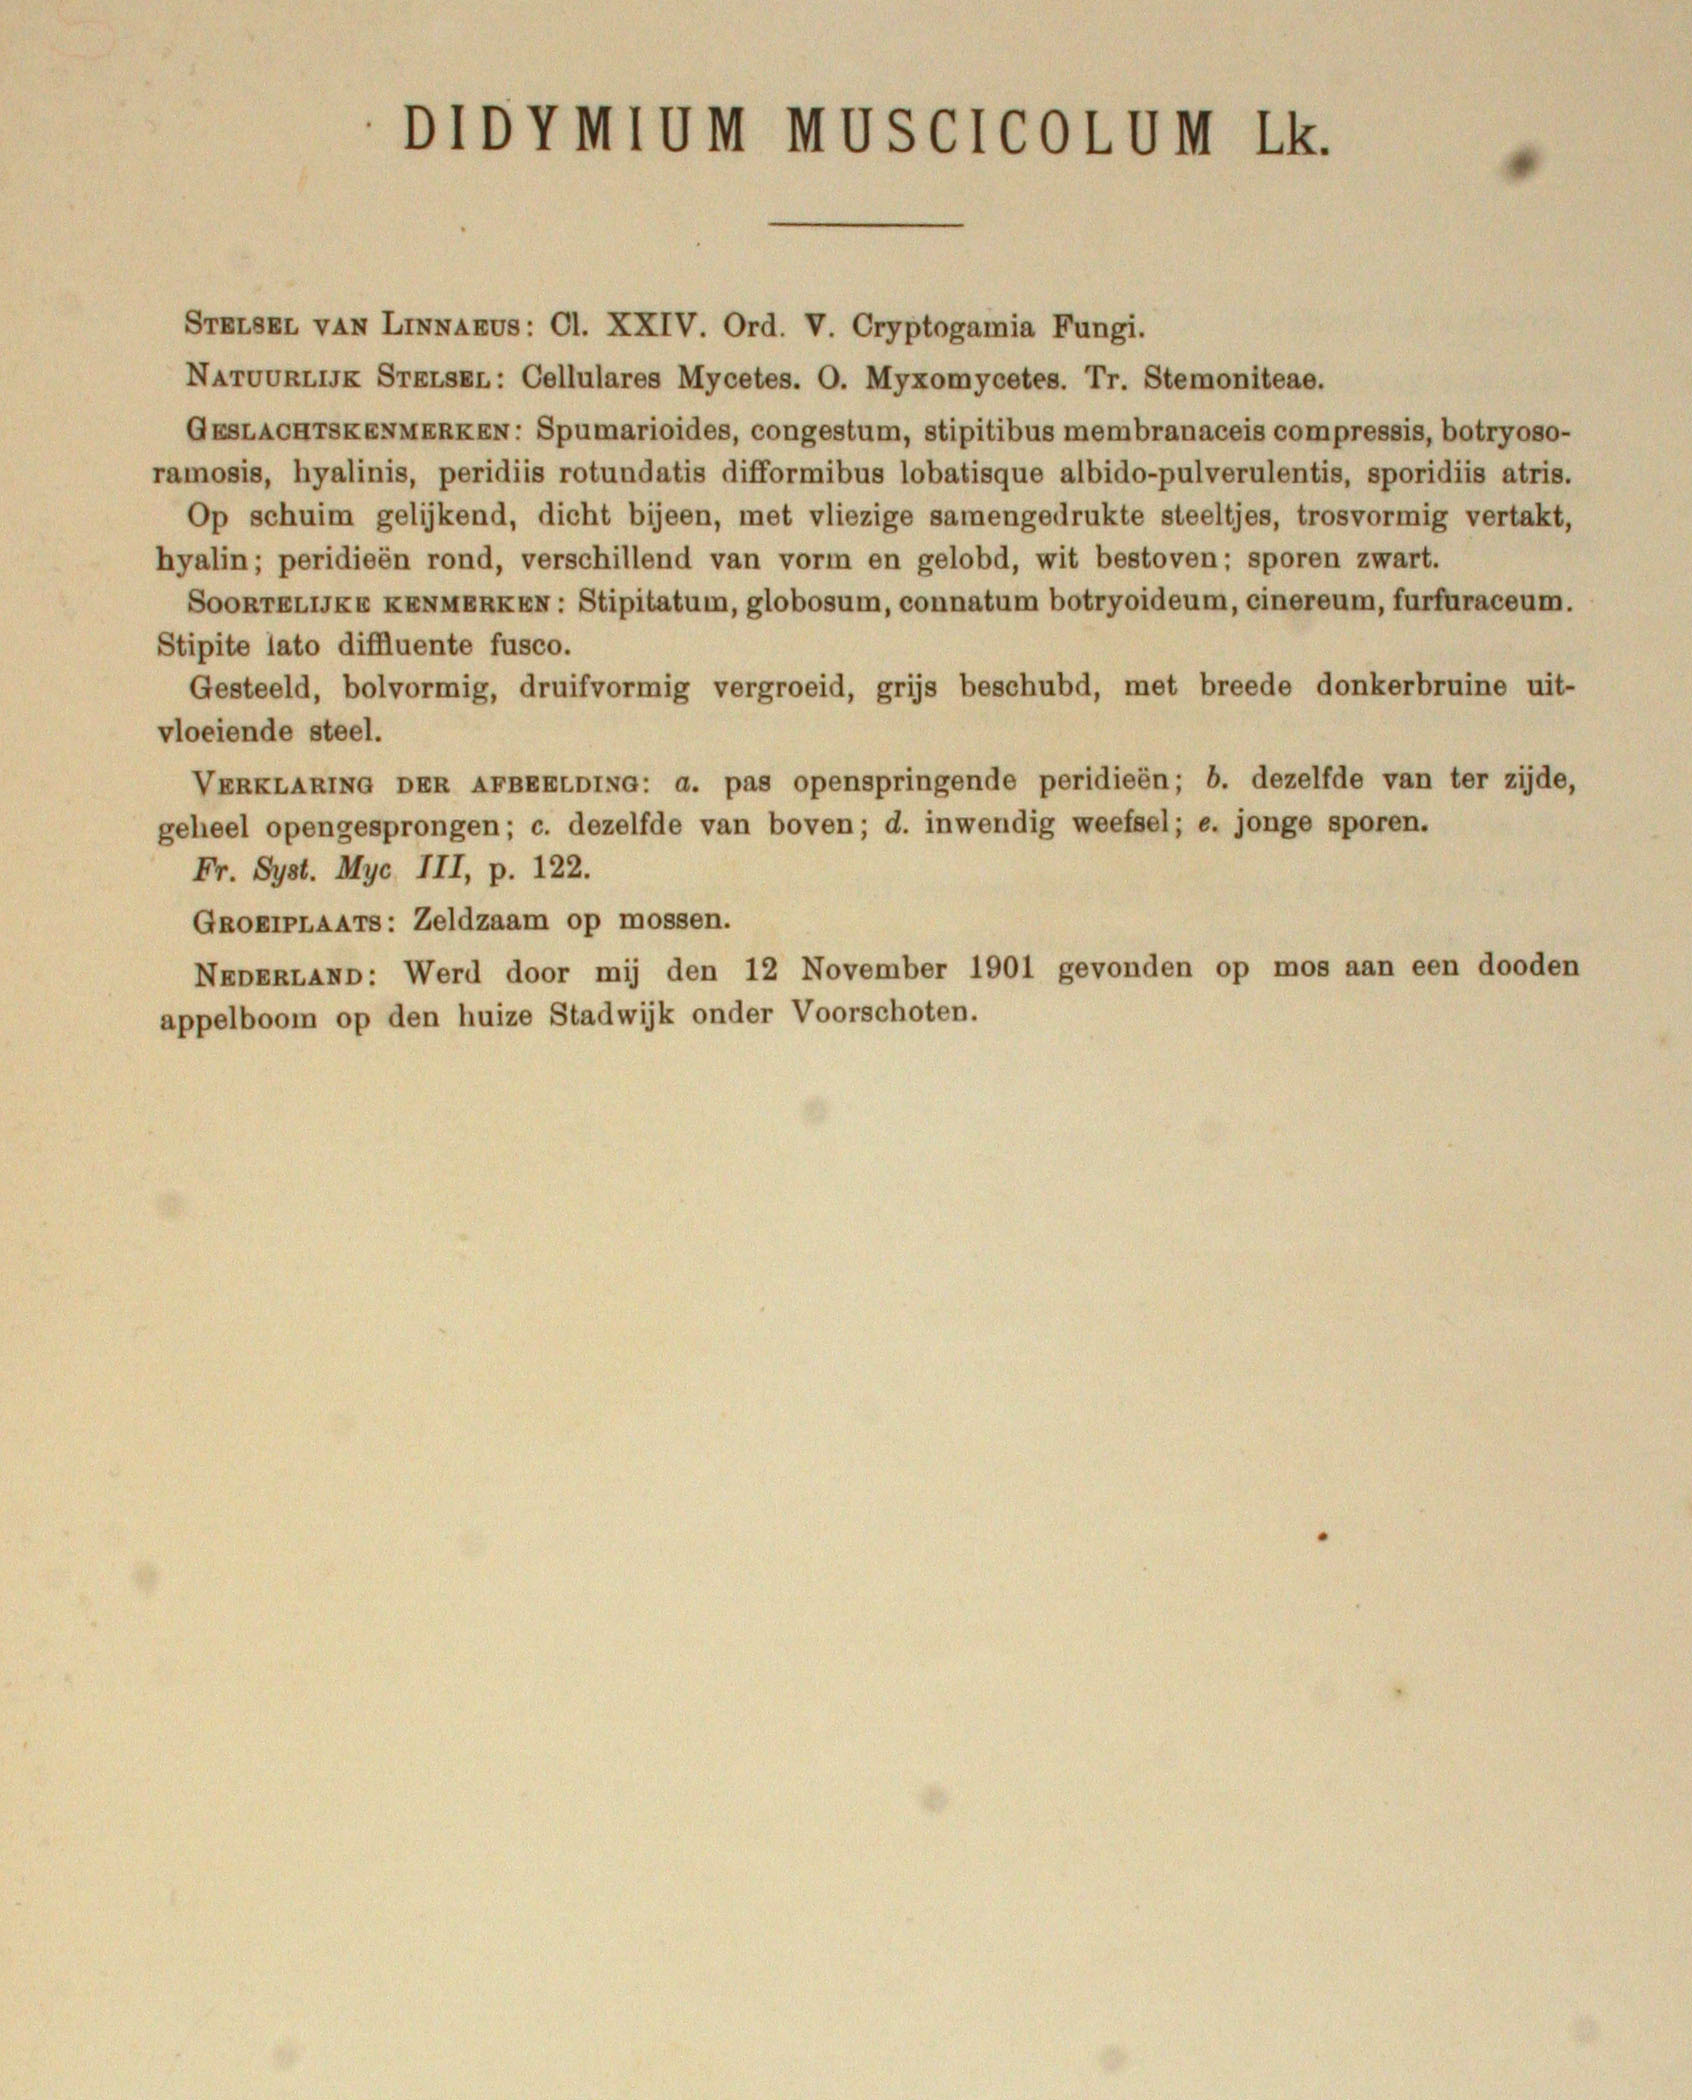 DIDYMIUM MUSCICOLUM Lk.
STELSEL VAN LINNAEUS: Cl. XXIV. Ord. V. Cryptogamia Fungi.
NATUURLIJK STELSEL: Cellulares Mycetes. O. Myxomycetes. Tr. Stemoniteae.
GESLACHTSKENMERKEN: Spumarioides, congestum, stipitibus membranaceis compressis, botryoso-
ramosis, hyalinis, peridiis rotundatis difformibus lobatisque albido-pulverulentis, sporidiis atris.
Op schuim gelijkend, dicht bijeen, met vliezige samengedrukte steeltjes, trosvormig vertakt,
hyalin; peridieën rond, verschillend van vorm en gelobd, wit bestoven; sporen zwart.
SOORTELIJKE KENMERKEN: Stipitatum, globosum, connatum botryoideum, cinereum, furfuraceum.
Stipite lato diffluente fusco.
Gesteeld, bolvormig, druifvormig vergroeid, grijs beschubd, met breede donkerbruine uit-
vloeiende steel.
VERKLARING DER AFBEELDING: a. pas openspringende peridieën; b. dezelfde van ter zijde,
geheel opengesprongen; c. dezelfde van boven; d. inwendig weefsel; e. jonge sporen.
Fr. Syst. Myc III, p. 122.
GROEIPLAATS: Zeldzaam op mossen.
NEDERLAND: Werd door mij den 12 November 1901 gevonden op mos aan een dooden
appelboom op den huize Stadwijk onder Voorschoten.